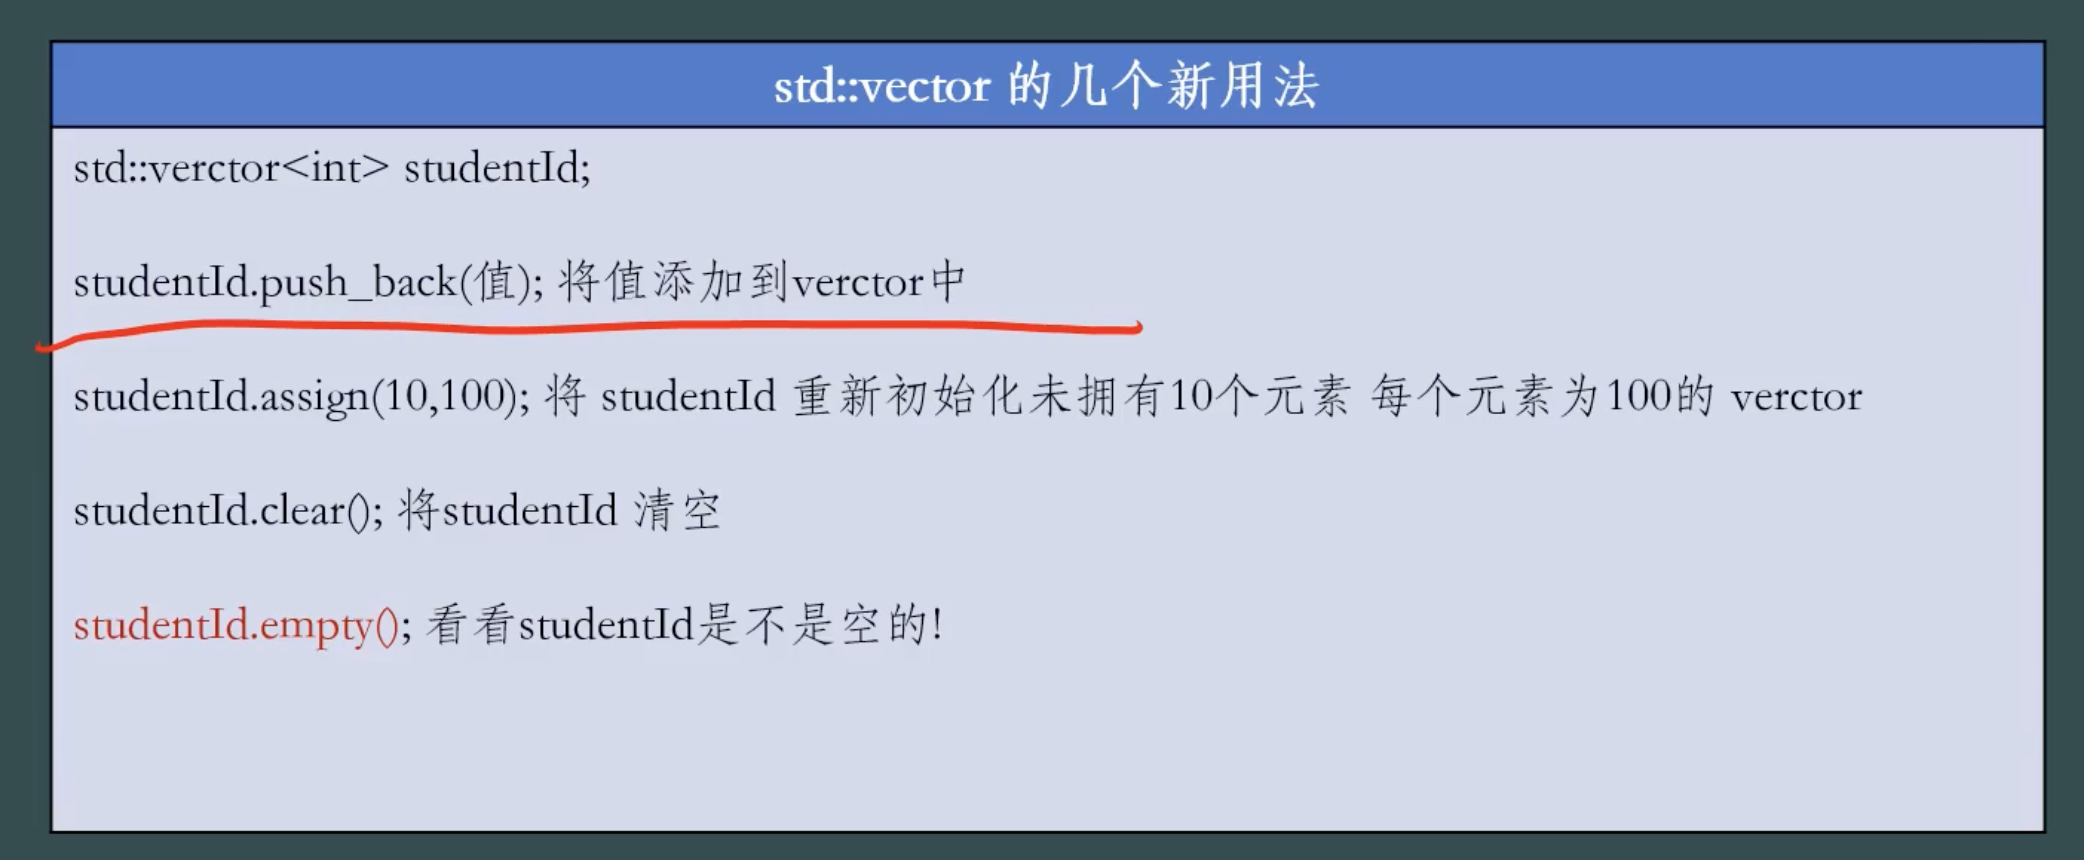 std::vector 的几个新用法
std::verctor<int> studentId;
studentId.push_back(值); 将值添加到verctor中
studentId.assign(10,100); 将 studentId 重新初始化未拥有10个元素 每个元素为100的 verctor
studentId.clear(); 将studentId 清空
studentId.empty(); 看看studentId是不是空的!